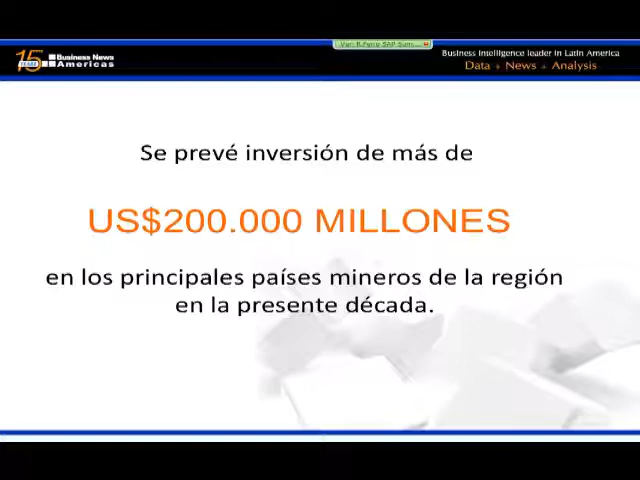 15 YEARS
Business News Americas
Business Intelligence leader in Latin America
Data + News + Analysis
Se prevé inversión de más de
US$200.000 MILLONES
en los principales países mineros de la región
en la presente década.